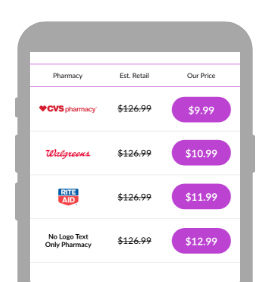 Pharmacy Est. Retail Our Price
CVS pharmacy $126.99 $9.99
Walgreens $126.99 $10.99
RITE
AID $126.99 $11.99
No Logo Text
Only Pharmacy $126.99 $12.99